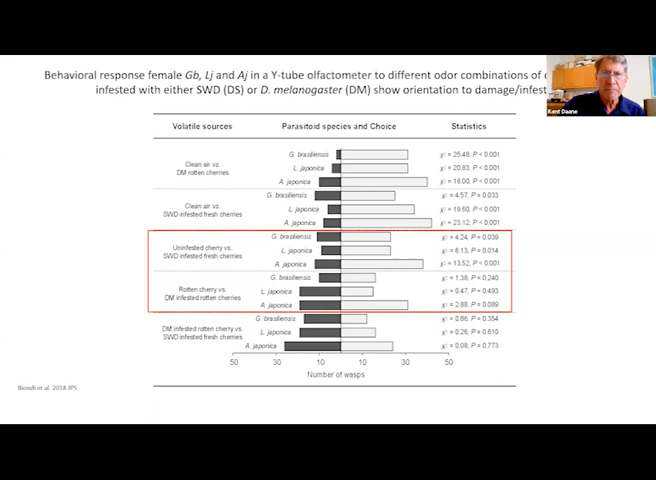 Behavioral response female Gb, Lj and Aj in a Y-tube olfactometer to different odor combinations of
infested with either SWD (DS) or D. melanogaster (DM) show orientation to damage/infest
Kent Daane
Volatile sources Parasitoid species and Choice Statistics
G. brasiliensis χ² = 25.48, P < 0.001
Clean air vs.
DM rotten cherries
L. japonica χ² = 20.83, P < 0.001
A. japonica χ² = 18.00, P < 0.001
G. brasiliensis χ² = 4.57, P = 0.033
Clean air vs.
SWD infested fresh cherries
L. japonica χ² = 19.60, P < 0.001
A. japonica χ² = 23.12, P < 0.001
G. brasiliensis χ² = 4.24, P = 0.039
Uninfested cherry vs.
SWD infested fresh cherries
L. japonica χ² = 6.13, P = 0.014
A. japonica χ² = 13.52, P < 0.001
G. brasiliensis χ² = 1.38, P = 0.240
Rotten cherry vs.
DM infested rotten cherries
L. japonica χ² = 0.47, P = 0.493
A. japonica χ² = 2.88, P = 0.089
G. brasiliensis χ² = 0.86, P = 0.354
DM infested rotten cherry vs.
SWD infested fresh cherries
L. japonica χ² = 0.26, P = 0.610
A. japonica χ² = 0.08, P = 0.773
50 30 10 10 30 50
Number of wasps
Biondi et al. 2018 JPS